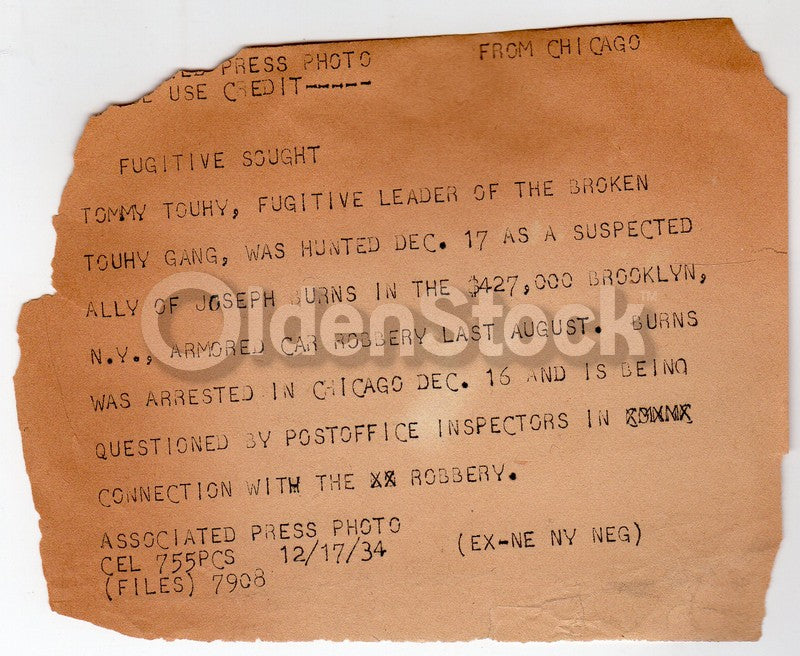 PRESS PHOTO FROM CHICAGO
USE CREDIT-----
FUGITIVE SOUGHT
TOMMY TOUHY, FUGITIVE LEADER OF THE BROKEN
TOUHY GANG, WAS HUNTED DEC. 17 AS A SUSPECTED
ALLY OF JOSEPH BURNS IN THE $427,000 BROOKLYN,
N.Y., ARMORED CAR ROBBERY LAST AUGUST. BURNS
WAS ARRESTED IN CHICAGO DEC. 16 AND IS BEING
QUESTIONED BY POSTOFFICE INSPECTORS IN
CONNECTION WITH THE XX ROBBERY.
ASSOCIATED PRESS PHOTO
CEL 755PCS 12/17/34 (EX-NE NY NEG)
(FILES) 7908
OldenStock™